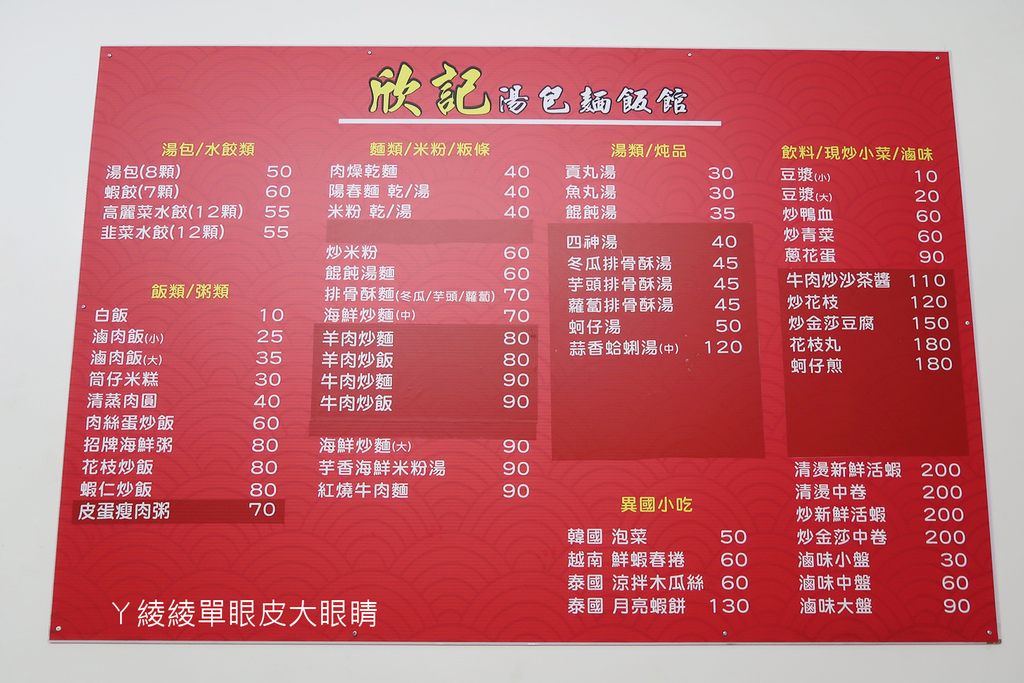 欣記湯包麵飯館
湯包/水餃類
湯包(8顆) 50
蝦餃(7顆) 60
高麗菜水餃(12顆) 55
韭菜水餃(12顆) 55
飯類/粥類
白飯 10
滷肉飯(小) 25
滷肉飯(大) 35
筒仔米糕 30
清蒸肉圓 40
肉絲蛋炒飯 60
招牌海鮮粥 80
花枝炒飯 80
蝦仁炒飯 80
皮蛋瘦肉粥 70
麵類/米粉/粄條
肉燥乾麵 40
陽春麵 乾/湯 40
米粉 乾/湯 40
炒米粉 60
餛飩湯麵 60
排骨酥麵(冬瓜/芋頭/蘿蔔) 70
海鮮炒麵(中) 70
羊肉炒麵 80
羊肉炒飯 80
牛肉炒麵 90
牛肉炒飯 90
海鮮炒麵(大) 90
芋香海鮮米粉湯 90
紅燒牛肉麵 90
湯類/炖品
貢丸湯 30
魚丸湯 30
餛飩湯 35
四神湯 40
冬瓜排骨酥湯 45
芋頭排骨酥湯 45
蘿蔔排骨酥湯 45
蚵仔湯 50
蒜香蛤蜊湯(中) 120
異國小吃
韓國 泡菜 50
越南 鮮蝦春捲 60
泰國 涼拌木瓜絲 60
泰國 月亮蝦餅 130
飲料/現炒小菜/滷味
豆漿(小) 10
豆漿(大) 20
炒鴨血 60
炒青菜 60
蔥花蛋 90
牛肉炒沙茶醬 110
炒花枝 120
炒金莎豆腐 150
花枝丸 180
蚵仔煎 180
清燙新鮮活蝦 200
清燙中卷 200
炒新鮮活蝦 200
炒金莎中卷 200
滷味小盤 30
滷味中盤 60
滷味大盤 90
ㄚ綾綾單眼皮大眼睛